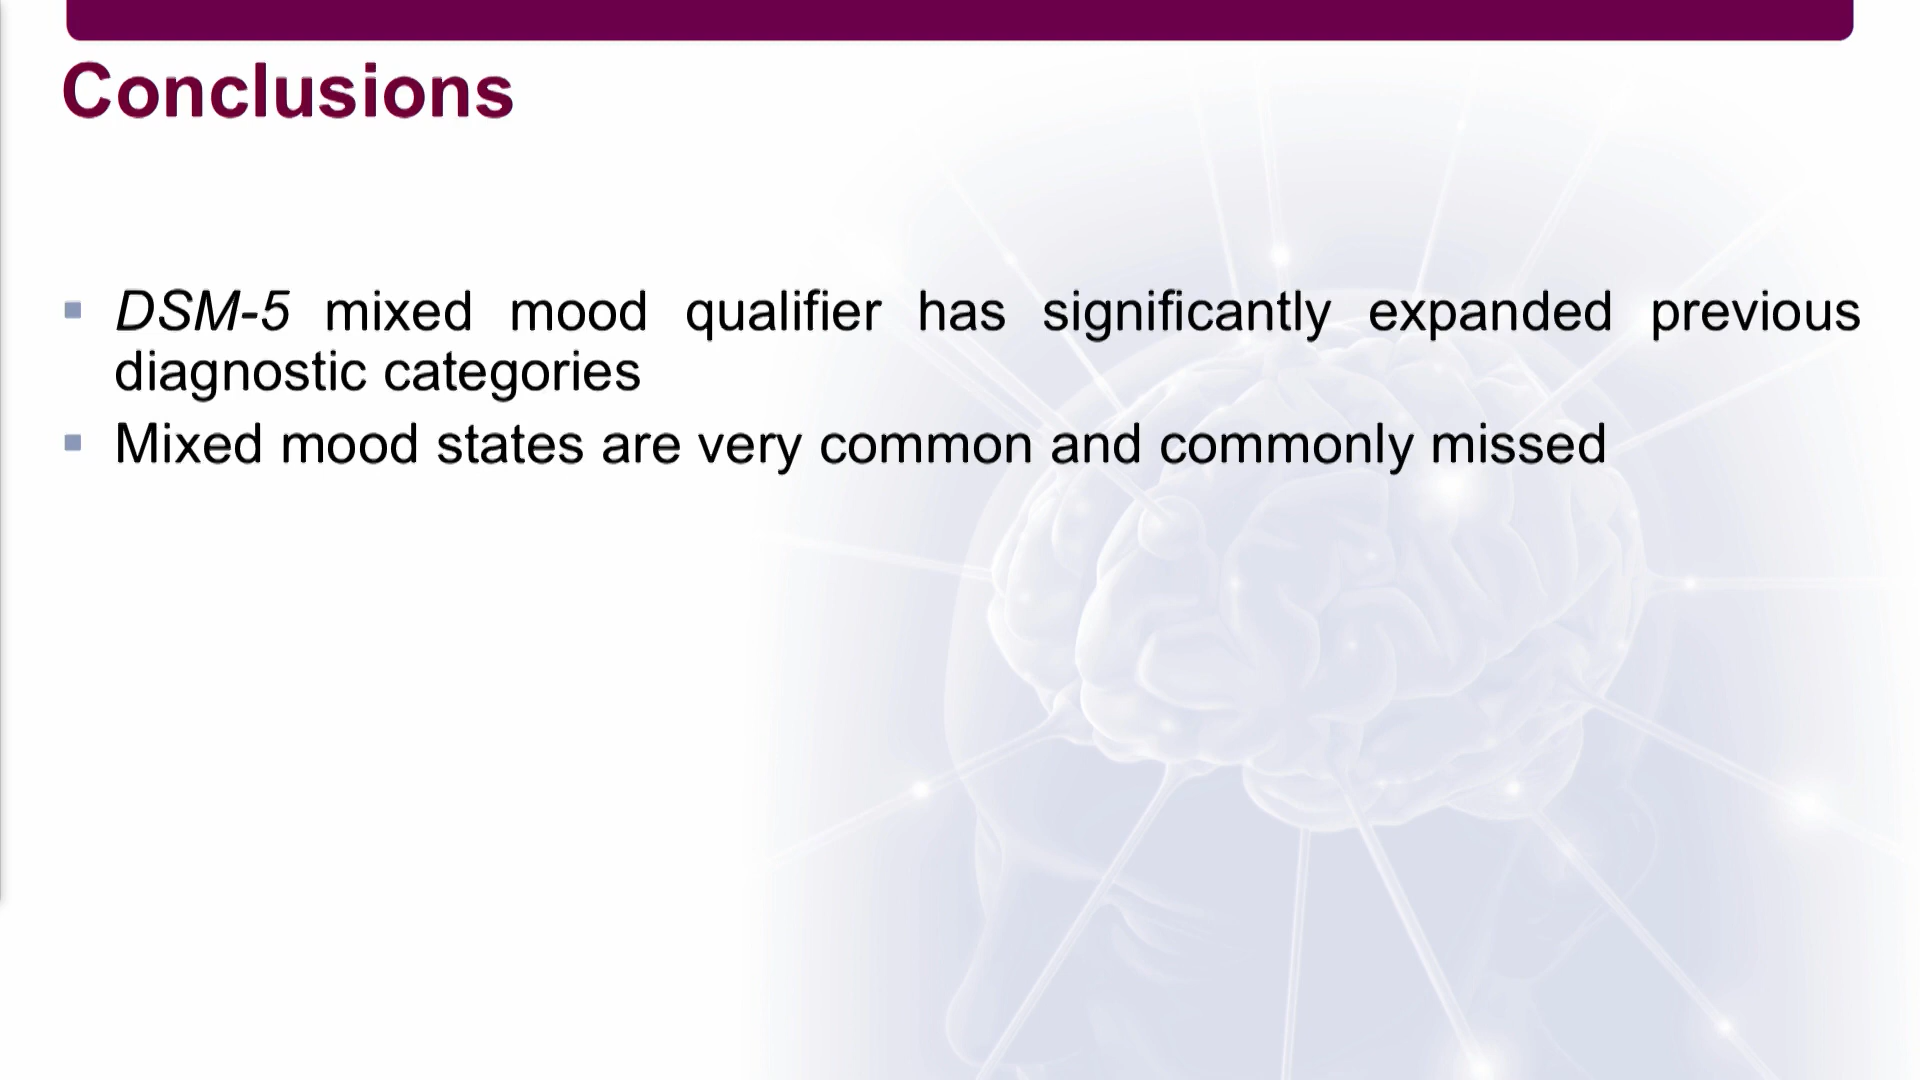 Conclusions
DSM-5 mixed mood qualifier has significantly expanded previous
diagnostic categories
Mixed mood states are very common and commonly missed